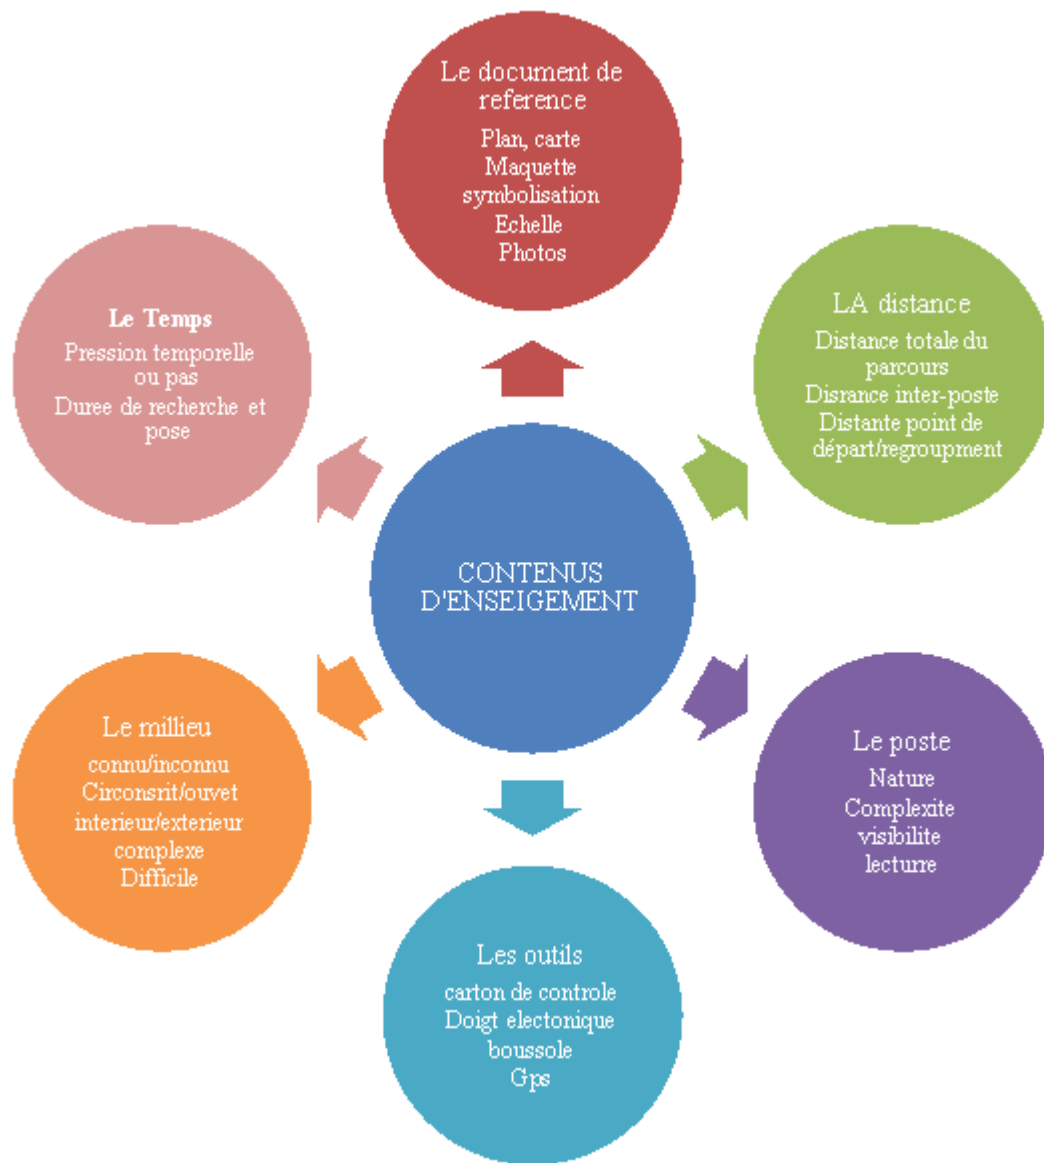 Le document de
reference
Plan, carte
Maquette
symbolisation
Echelle
Photos
LA distance
Distance totale du
parcours
Disrance inter-poste
Distante point de
départ/regroupment
Le poste
Nature
Complexite
visibilite
lecturre
Les outils
carton de controle
Doigt electonique
boussole
Gps
Le millieu
connu/inconnu
Circonsrit/ouvet
interieur/exterieur
complexe
Difficile
Le Temps
Pression temporelle
ou pas
Duree de recherche et
pose
CONTENUS
D'ENSEIGEMENT